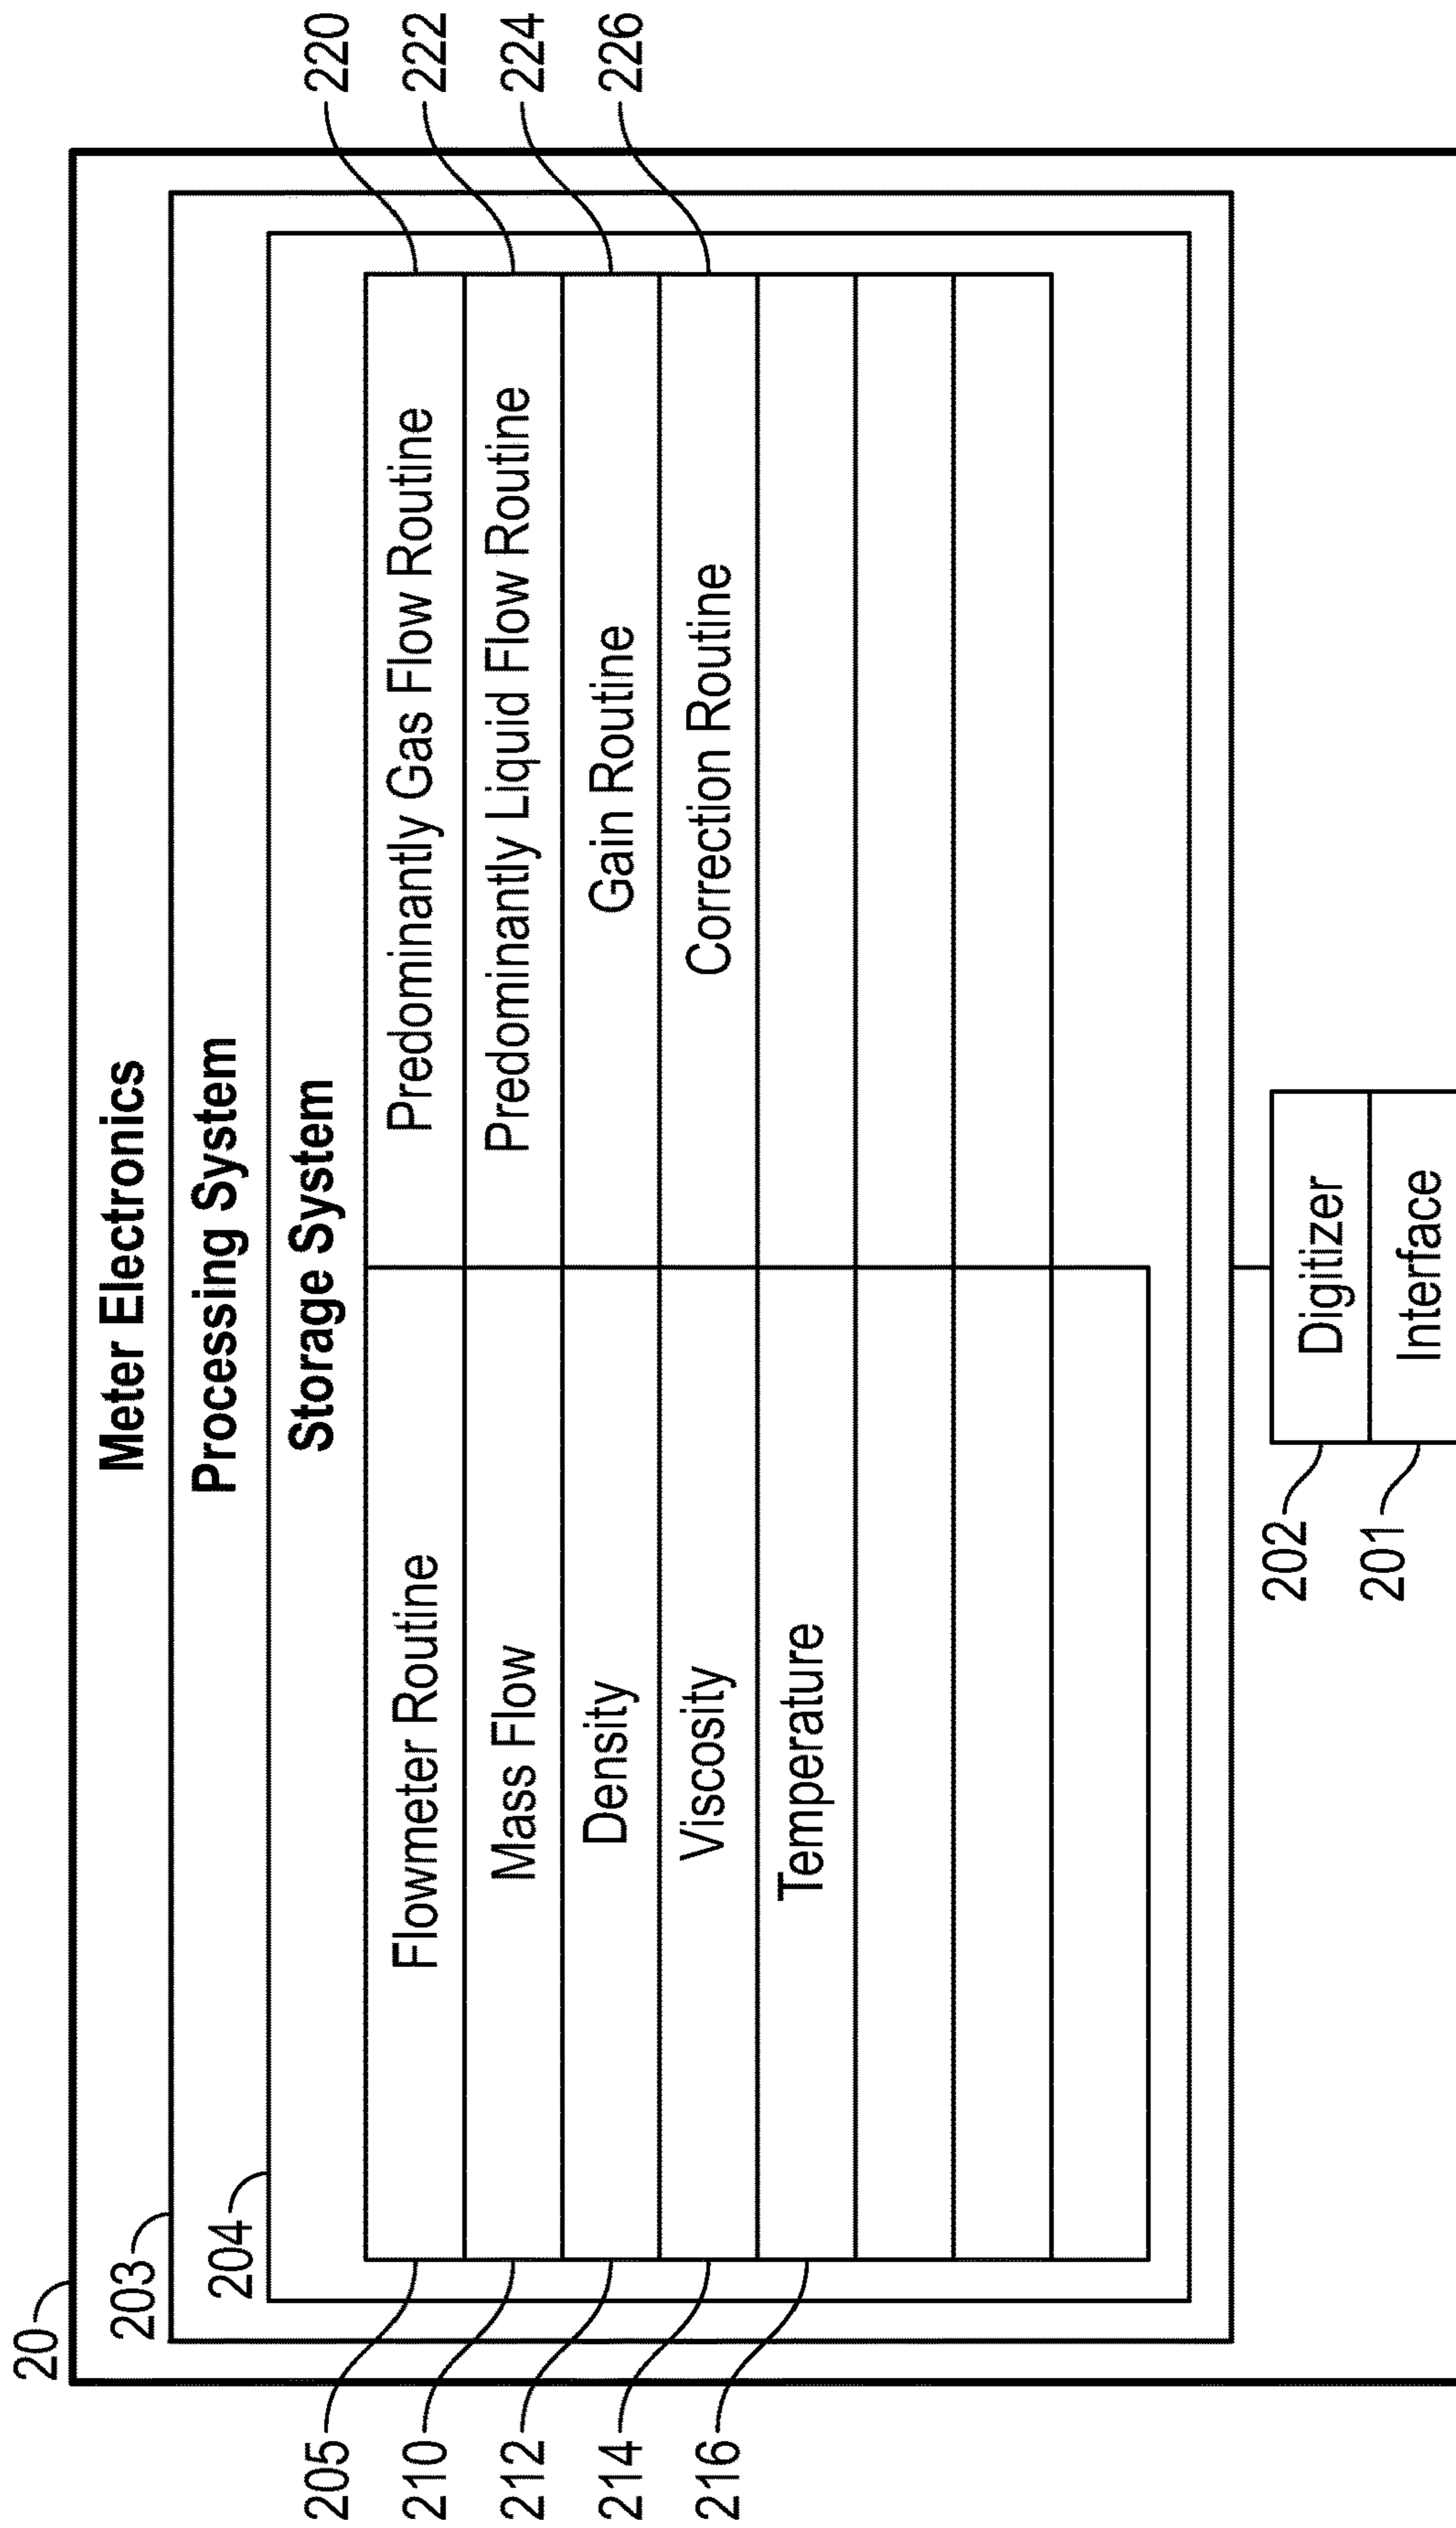 20
Meter Electronics
203
Processing System
204
Storage System
205
Flowmeter Routine
Predominantly Gas Flow Routine
220
210
Mass Flow
Predominantly Liquid Flow Routine
222
212
Density
Gain Routine
224
214
Viscosity
Correction Routine
226
216
Temperature
202
Digitizer
201
Interface